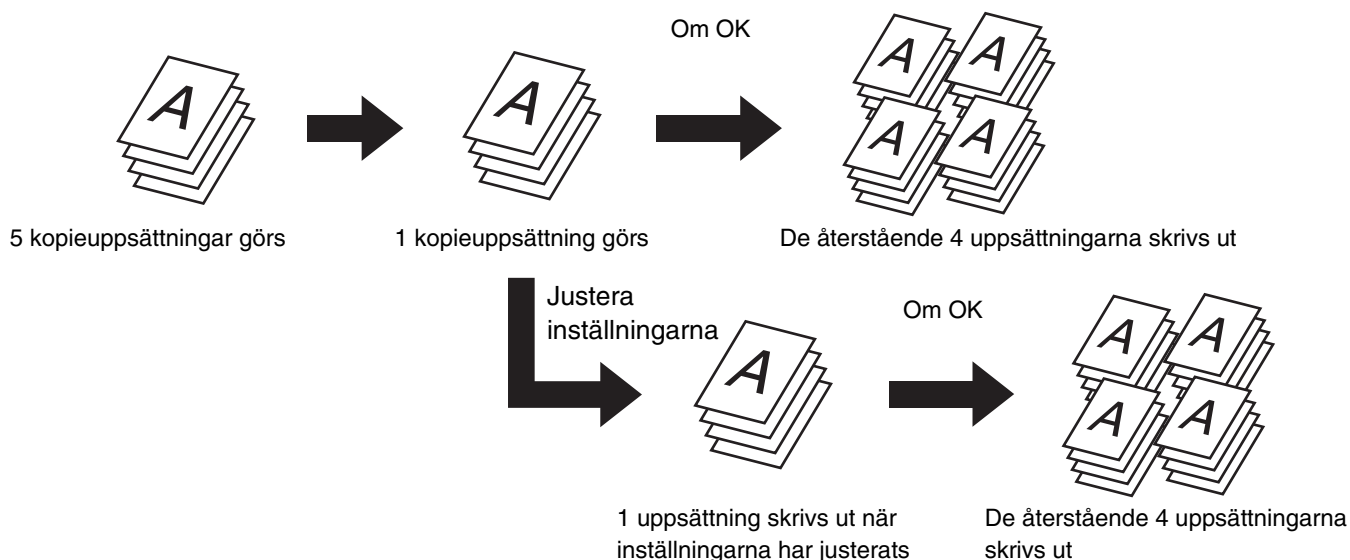 Om OK
A
A
A
A
A
A
5 kopieuppsättningar görs
1 kopieuppsättning görs
De återstående 4 uppsättningarna skrivs ut
Justera
inställningarna
Om OK
A
A
A
A
A
1 uppsättning skrivs ut när
inställningarna har justerats
De återstående 4 uppsättningarna
skrivs ut